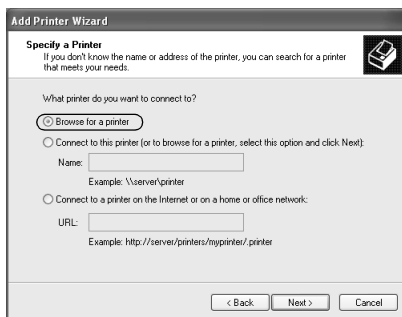 Add Printer Wizard
Specify a Printer
If you don't know the name or address of the printer, you can search for a printer
that meets your needs.
What printer do you want to connect to?
Browse for a printer
Connect to this printer (or to browse for a printer, select this option and click Next):
Name:
Example: \\server\printer
Connect to a printer on the Internet or on a home or office network:
URL:
Example: http://server/printers/myprinter/.printer
< Back Next > Cancel